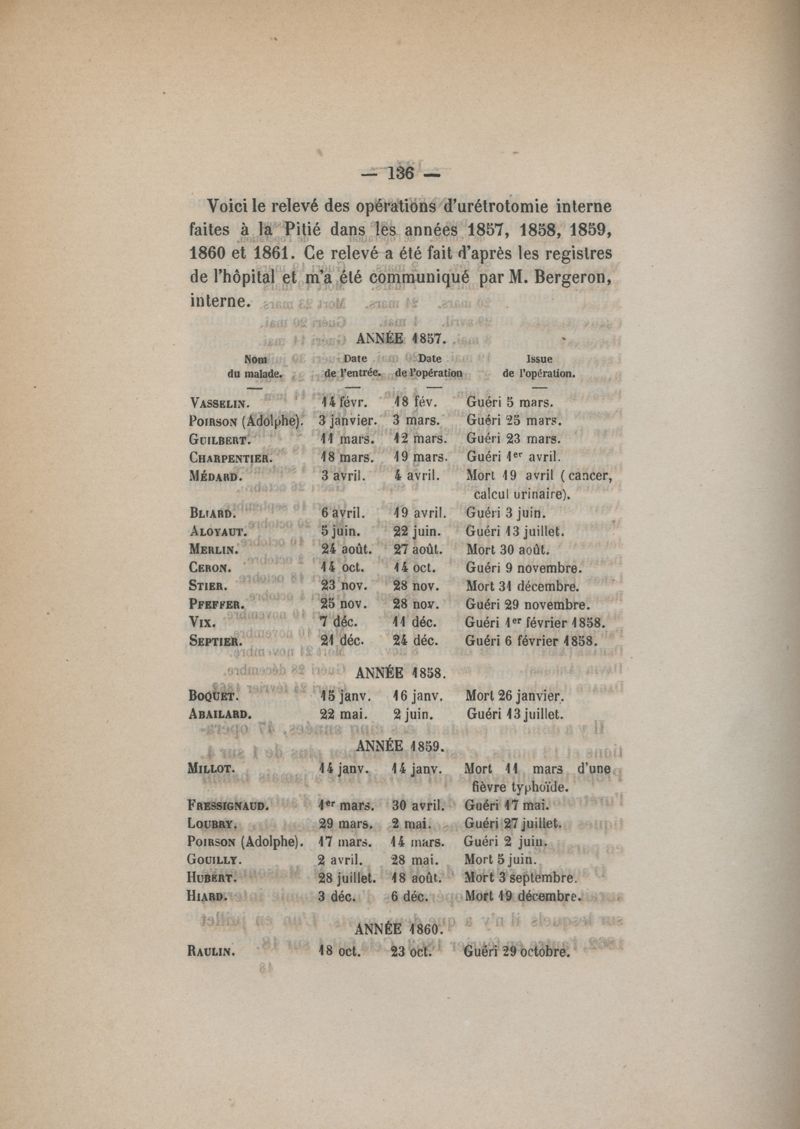 — 136 —
Voici le relevé des opérations d'urétrotomie interne
faites à la Pitié dans les années 1857, 1858, 1859,
1860 et 1861. Ce relevé a été fait d'après les registres
de l'hôpital et m'a été communiqué par M. Bergeron,
interne.
ANNÉE 1857.
Nom Date Date Issue
du malade. de l'entrée. de l'opération de l'opération.
VASSELIN. 14 févr. 18 fév. Guéri 5 mars.
POIRSON (Adolphe). 3 janvier. 3 mars. Guéri 25 mars.
GUILBERT. 11 mars. 12 mars. Guéri 23 mars.
CHARPENTIER. 18 mars. 19 mars. Guéri 1er avril.
MÉDARD. 3 avril. 4 avril. Mort 19 avril (cancer,
calcul urinaire).
BLIARD. 6 avril. 19 avril. Guéri 3 juin.
ALOYAUT. 5 juin. 22 juin. Guéri 13 juillet.
MERLIN. 24 août. 27 août. Mort 30 août.
CERON. 14 oct. 14 oct. Guéri 9 novembre.
STIER. 23 nov. 28 nov. Mort 31 décembre.
PFEFFER. 25 nov. 28 nov. Guéri 29 novembre.
VIX. 7 déc. 11 déc. Guéri 1er février 1858.
SEPTIER. 21 déc. 24 déc. Guéri 6 février 1858.
ANNÉE 1858.
BOQUET. 15 janv. 16 janv. Mort 26 janvier.
ABAILARD. 22 mai. 2 juin. Guéri 13 juillet.
ANNÉE 1859.
MILLOT. 14 janv. 14 janv. Mort 11 mars d'une
fièvre typhoïde.
FRESSIGNAUD. 1er mars. 30 avril. Guéri 17 mai.
LOUBRY. 29 mars. 2 mai. Guéri 27 juillet.
POIRSON (Adolphe). 17 mars. 14 mars. Guéri 2 juin.
GOUILLY. 2 avril. 28 mai. Mort 5 juin.
HUBERT. 28 juillet. 18 août. Mort 3 septembre.
HIARD. 3 déc. 6 déc. Mort 19 décembre.
ANNÉE 1860.
RAULIN. 18 oct. 23 oct. Guéri 29 octobre.